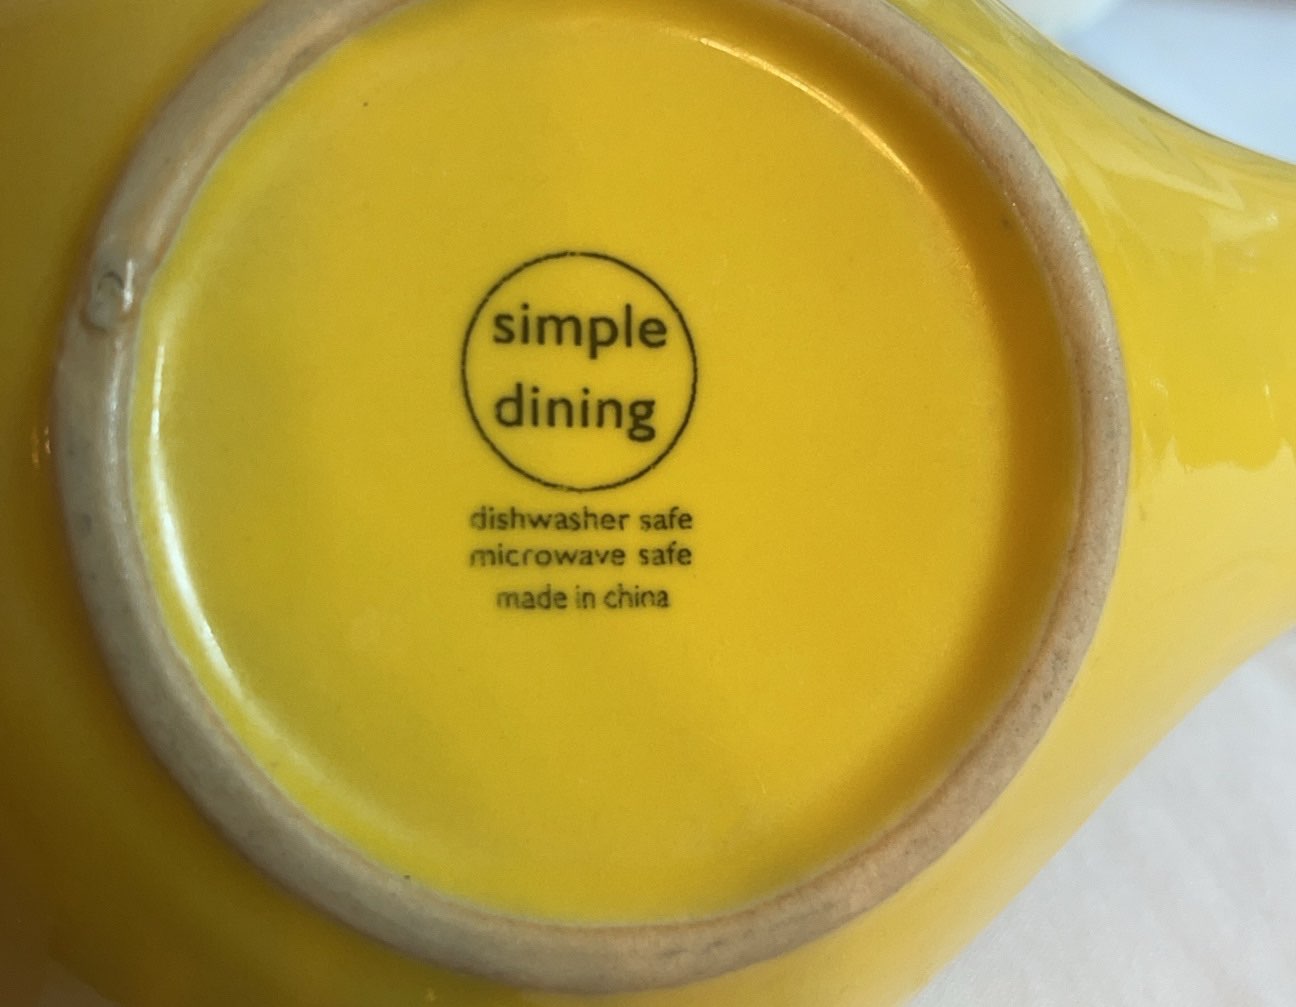 simple
dining
dishwasher safe
microwave safe
made in china